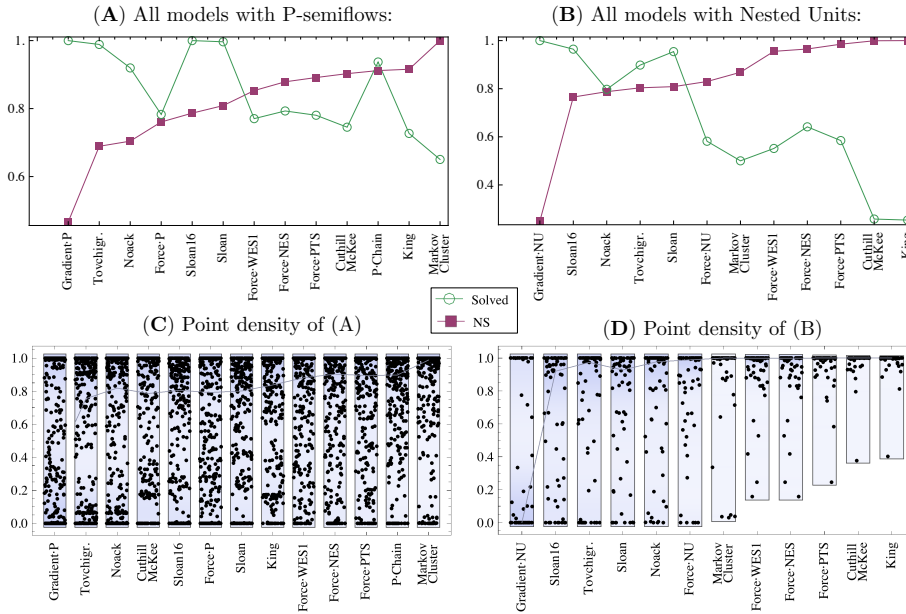 (A) All models with P-semiflows:
1.
0.8
0.6
Gradient·P
Tovchigr.
Noack
Force·P
Sloan16
Sloan
Force·WES1
Force·NES
Force·PTS
Cuthill
McKee
P·Chain
King
Markov
Cluster
(B) All models with Nested Units:
1.
0.8
0.6
0.4
Gradient·NU
Sloan16
Noack
Tovchigr.
Sloan
Force·NU
Markov
Cluster
Force·WES1
Force·NES
Force·PTS
Cuthill
McKee
King
Solved
NS
(C) Point density of (A)
1.0
0.8
0.6
0.4
0.2
0.0
Gradient·P
Tovchigr.
Noack
Cuthill
McKee
Sloan16
Force·P
Sloan
King
Force·WES1
Force·NES
Force·PTS
P·Chain
Markov
Cluster
(D) Point density of (B)
1.0
0.8
0.6
0.4
0.2
0.0
Gradient·NU
Sloan16
Tovchigr.
Sloan
Noack
Force·NU
Markov
Cluster
Force·WES1
Force·NES
Force·PTS
Cuthill
McKee
King